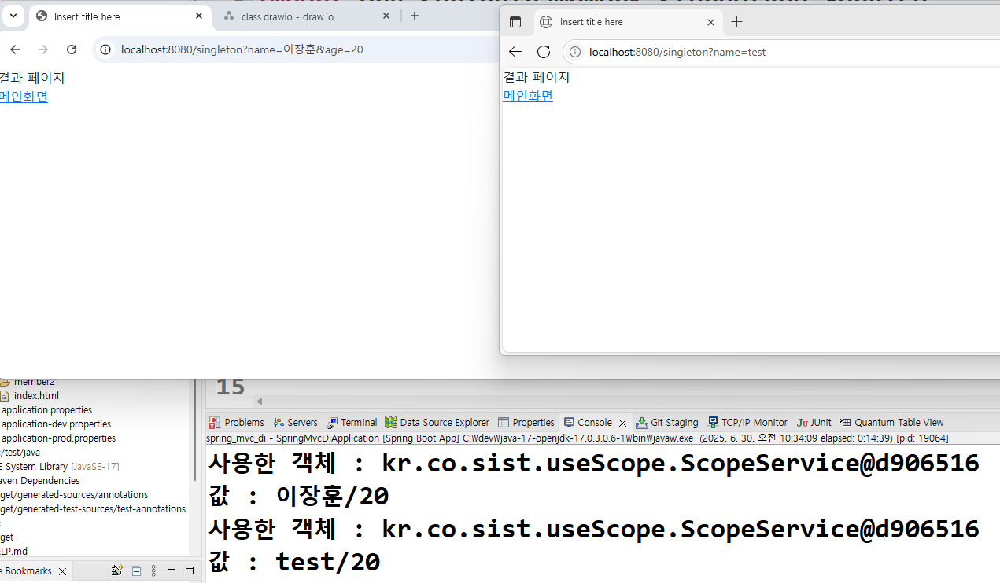 Insert title here
class.drawio - draw.io
localhost:8080/singleton?name=이장훈&age=20
결과 페이지
메인화면
Insert title here
localhost:8080/singleton?name=test
결과 페이지
메인화면
member2
index.html
application.properties
application-dev.properties
application-prod.properties
:/test/java
E System Library [JavaSE-17]
aven Dependencies
get/generated-sources/annotations
get/generated-test-sources/test-annotations
get
ELP.md
e Bookmarks
15
Problems Servers Terminal Data Source Explorer Properties Console Git Staging TCP/IP Monitor JUnit Quantum Table View
spring_mvc_di - SpringMvcDiApplication [Spring Boot App] C:₩dev₩java-17-openjdk-17.0.3.0.6-1₩bin₩javaw.exe (2025. 6. 30. 오전 10:34:09 elapsed: 0:14:39) [pid: 19064]
사용한 객체 : kr.co.sist.useScope.ScopeService@d906516
값 : 이장훈/20
사용한 객체 : kr.co.sist.useScope.ScopeService@d906516
값 : test/20